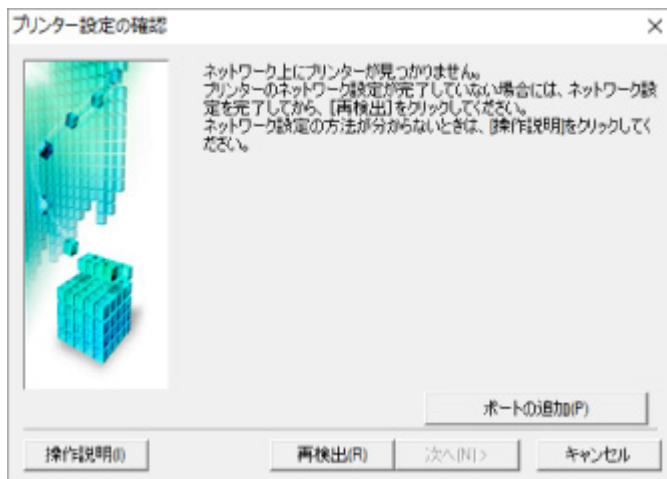 プリンター設定の確認
ネットワーク上にプリンターが見つかりません。
プリンターのネットワーク設定が完了していない場合には、ネットワーク設
定を完了してから、[再検出]をクリックしてください。
ネットワーク設定の方法が分からないときは、[操作説明]をクリックしてく
ださい。
ポートの追加(P)
操作説明(I)
再検出(R)
次へ(N) >
キャンセル